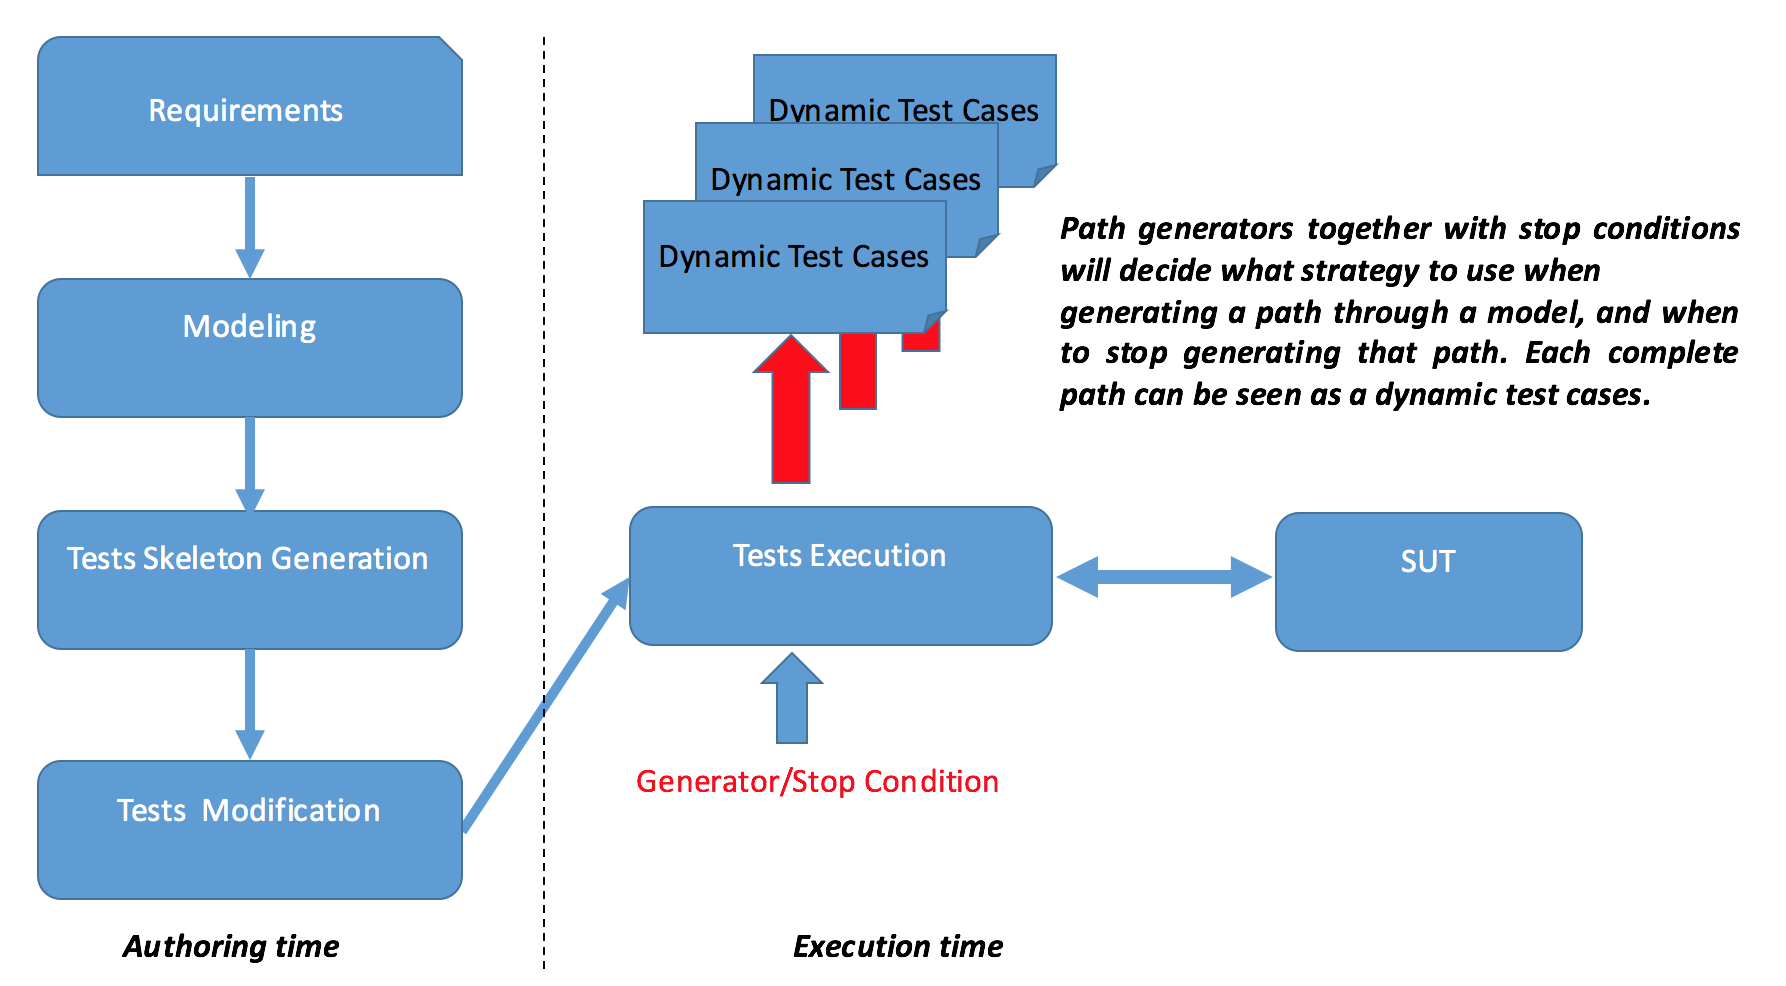 Requirements
Modeling
Tests Skeleton Generation
Tests  Modification
Authoring time
Dynamic Test Cases
Dynamic Test Cases
Dynamic Test Cases
Path generators together with stop conditions
will decide what strategy to use when
generating a path through a model, and when
to stop generating that path. Each complete
path can be seen as a dynamic test cases.
Tests Execution
SUT
Generator/Stop Condition
Execution time